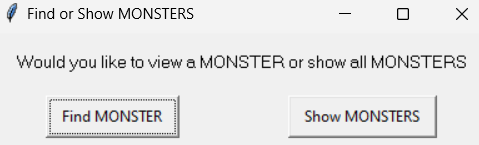 Find or Show MONSTERS
Would you like to view a MONSTER or show all MONSTERS
Find MONSTER
Show MONSTERS